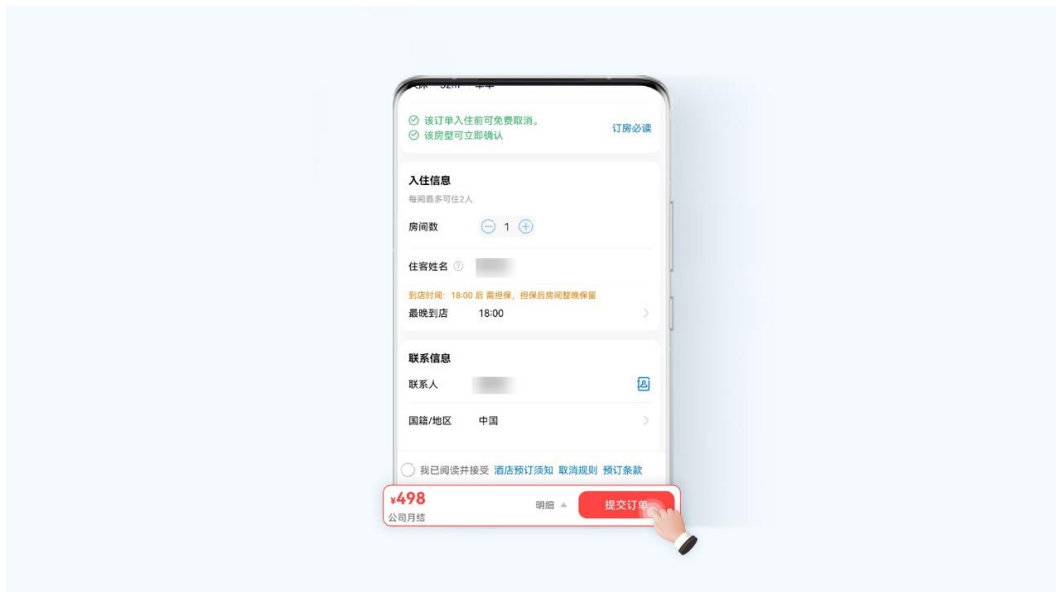 52m²
该订单入住前可免费取消。
订房必读
该房型可立即确认
入住信息
每间最多可住2人
房间数 1
住客姓名
到店时间: 18:00 后 需担保，担保后房间整晚保留
最晚到店 18:00
联系信息
联系人
国籍/地区 中国
我已阅读并接受 酒店预订须知 取消规则 预订条款
¥498
明细 提交订单
公司月结